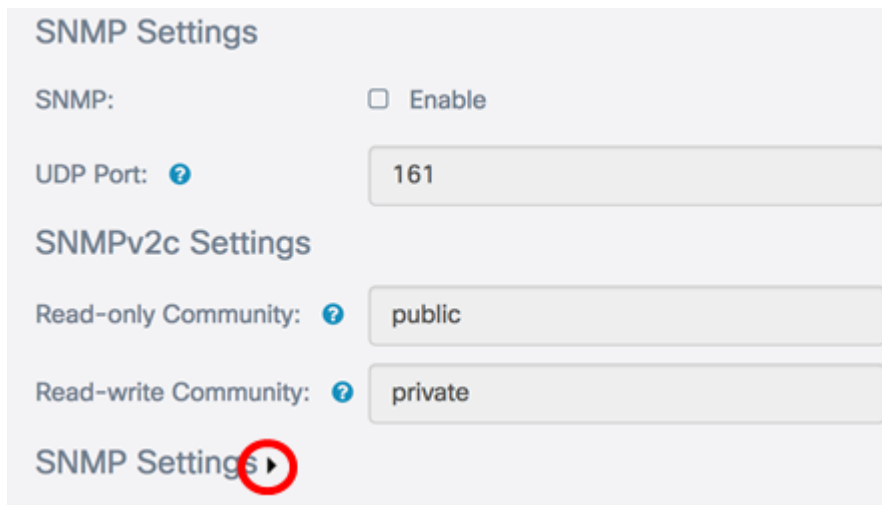 SNMP Settings
SNMP: Enable
UDP Port: 161
SNMPv2c Settings
Read-only Community: public
Read-write Community: private
SNMP Settings